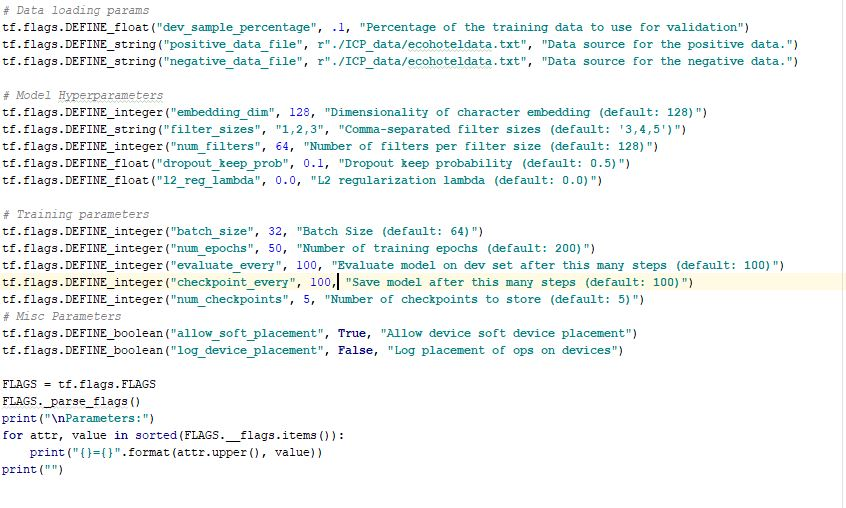 # Data loading params
tf.flags.DEFINE_float("dev_sample_percentage", .1, "Percentage of the training data to use for validation")
tf.flags.DEFINE_string("positive_data_file", r"./ICP_data/ecohoteldata.txt", "Data source for the positive data.")
tf.flags.DEFINE_string("negative_data_file", r"./ICP_data/ecohoteldata.txt", "Data source for the negative data.")

# Model Hyperparameters
tf.flags.DEFINE_integer("embedding_dim", 128, "Dimensionality of character embedding (default: 128)")
tf.flags.DEFINE_string("filter_sizes", "1,2,3", "Comma-separated filter sizes (default: '3,4,5')")
tf.flags.DEFINE_integer("num_filters", 64, "Number of filters per filter size (default: 128)")
tf.flags.DEFINE_float("dropout_keep_prob", 0.1, "Dropout keep probability (default: 0.5)")
tf.flags.DEFINE_float("l2_reg_lambda", 0.0, "L2 regularization lambda (default: 0.0)")

# Training parameters
tf.flags.DEFINE_integer("batch_size", 32, "Batch Size (default: 64)")
tf.flags.DEFINE_integer("num_epochs", 50, "Number of training epochs (default: 200)")
tf.flags.DEFINE_integer("evaluate_every", 100, "Evaluate model on dev set after this many steps (default: 100)")
tf.flags.DEFINE_integer("checkpoint_every", 100, "Save model after this many steps (default: 100)")
tf.flags.DEFINE_integer("num_checkpoints", 5, "Number of checkpoints to store (default: 5)")
# Misc Parameters
tf.flags.DEFINE_boolean("allow_soft_placement", True, "Allow device soft device placement")
tf.flags.DEFINE_boolean("log_device_placement", False, "Log placement of ops on devices")

FLAGS = tf.flags.FLAGS
FLAGS._parse_flags()
print("\nParameters:")
for attr, value in sorted(FLAGS.__flags.items()):
    print("{}={}".format(attr.upper(), value))
print("")